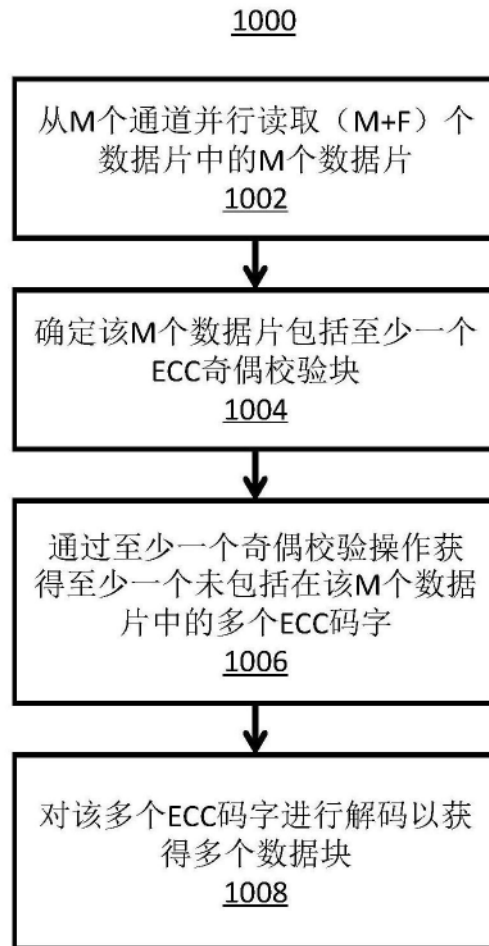 1000
从M个通道并行读取（M+F）个
数据片中的M个数据片
1002
确定该M个数据片包括至少一个
ECC奇偶校验块
1004
通过至少一个奇偶校验操作获
得至少一个未包括在该M个数据
片中的多个ECC码字
1006
对该多个ECC码字进行解码以获
得多个数据块
1008